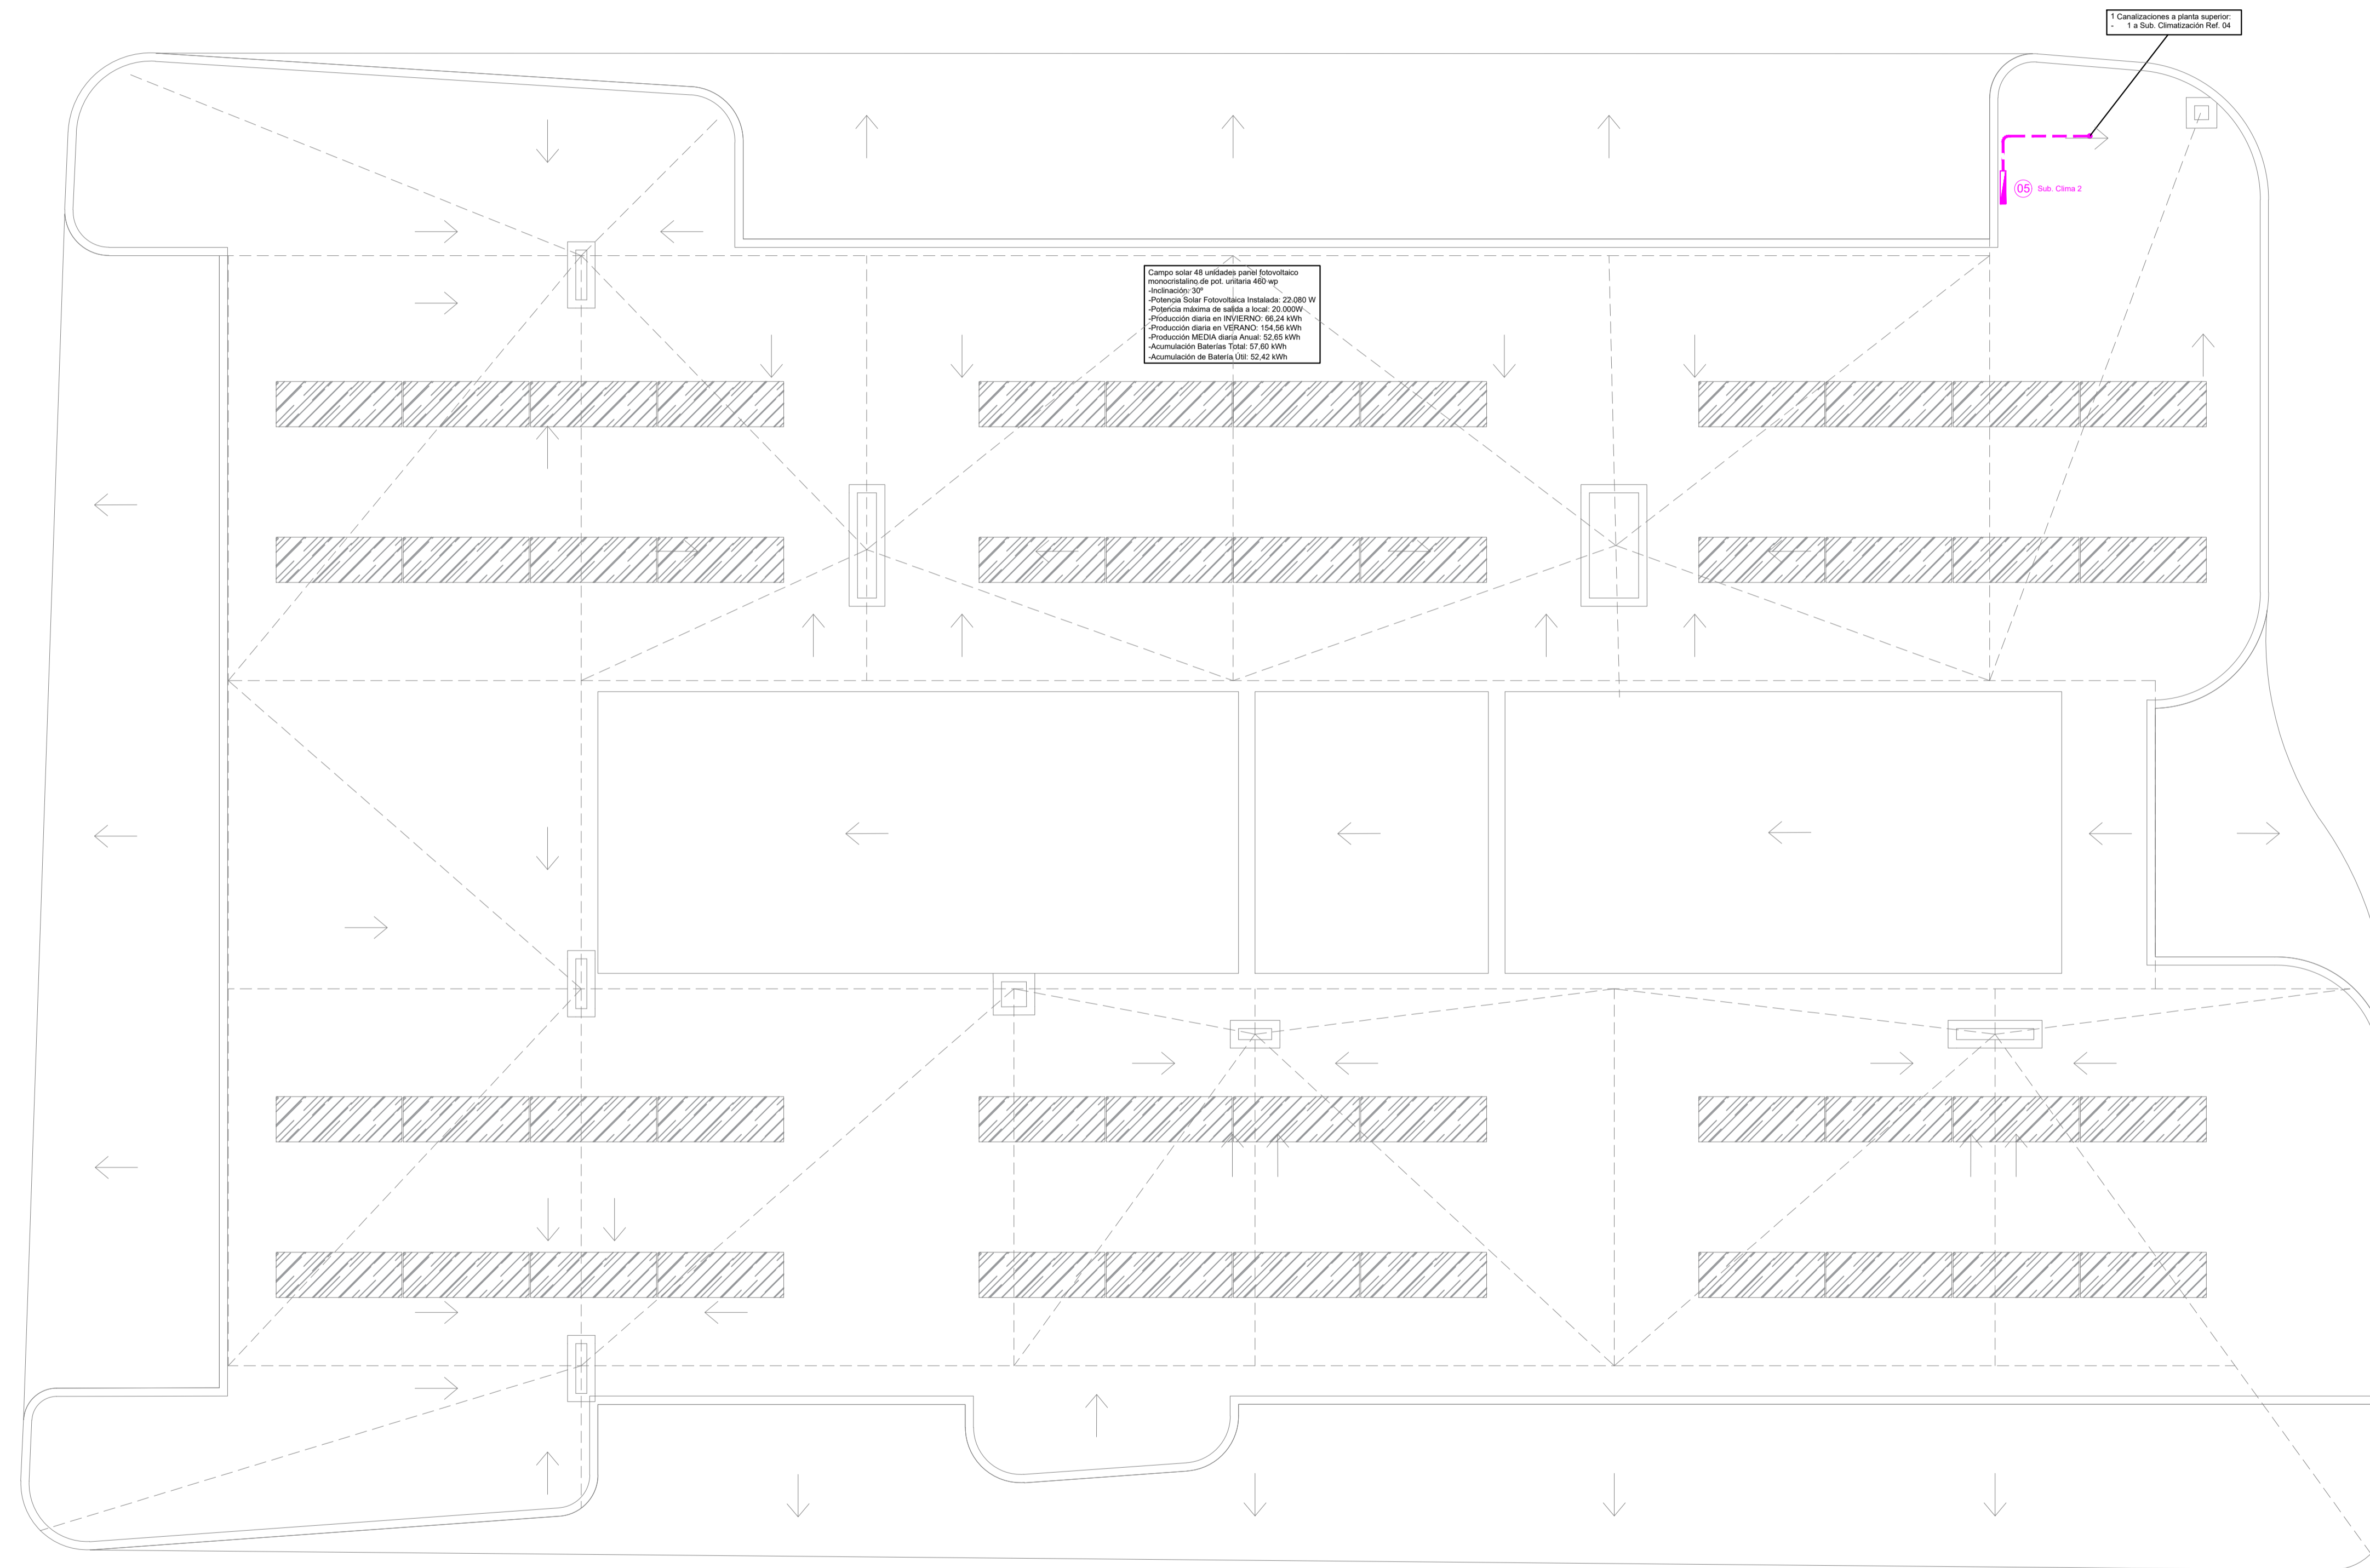 1 Canalizaciones a planta superior:
- 1 a Sub. Climatización Ref. 04
05 Sub. Clima 2
Campo solar 48 unidades panel fotovoltaico
monocristalino de pot. unitaria 460 wp
-Inclinación: 30º
-Potencia Solar Fotovoltaica Instalada: 22.080 W
-Potencia máxima de salida a local: 20.000W
-Producción diaria en INVIERNO: 66,24 kWh
-Producción diaria en VERANO: 154,56 kWh
-Producción MEDIA diaria Anual: 52,65 kWh
-Acumulación Baterías Total: 57,60 kWh
-Acumulación de Batería Útil: 52,42 kWh